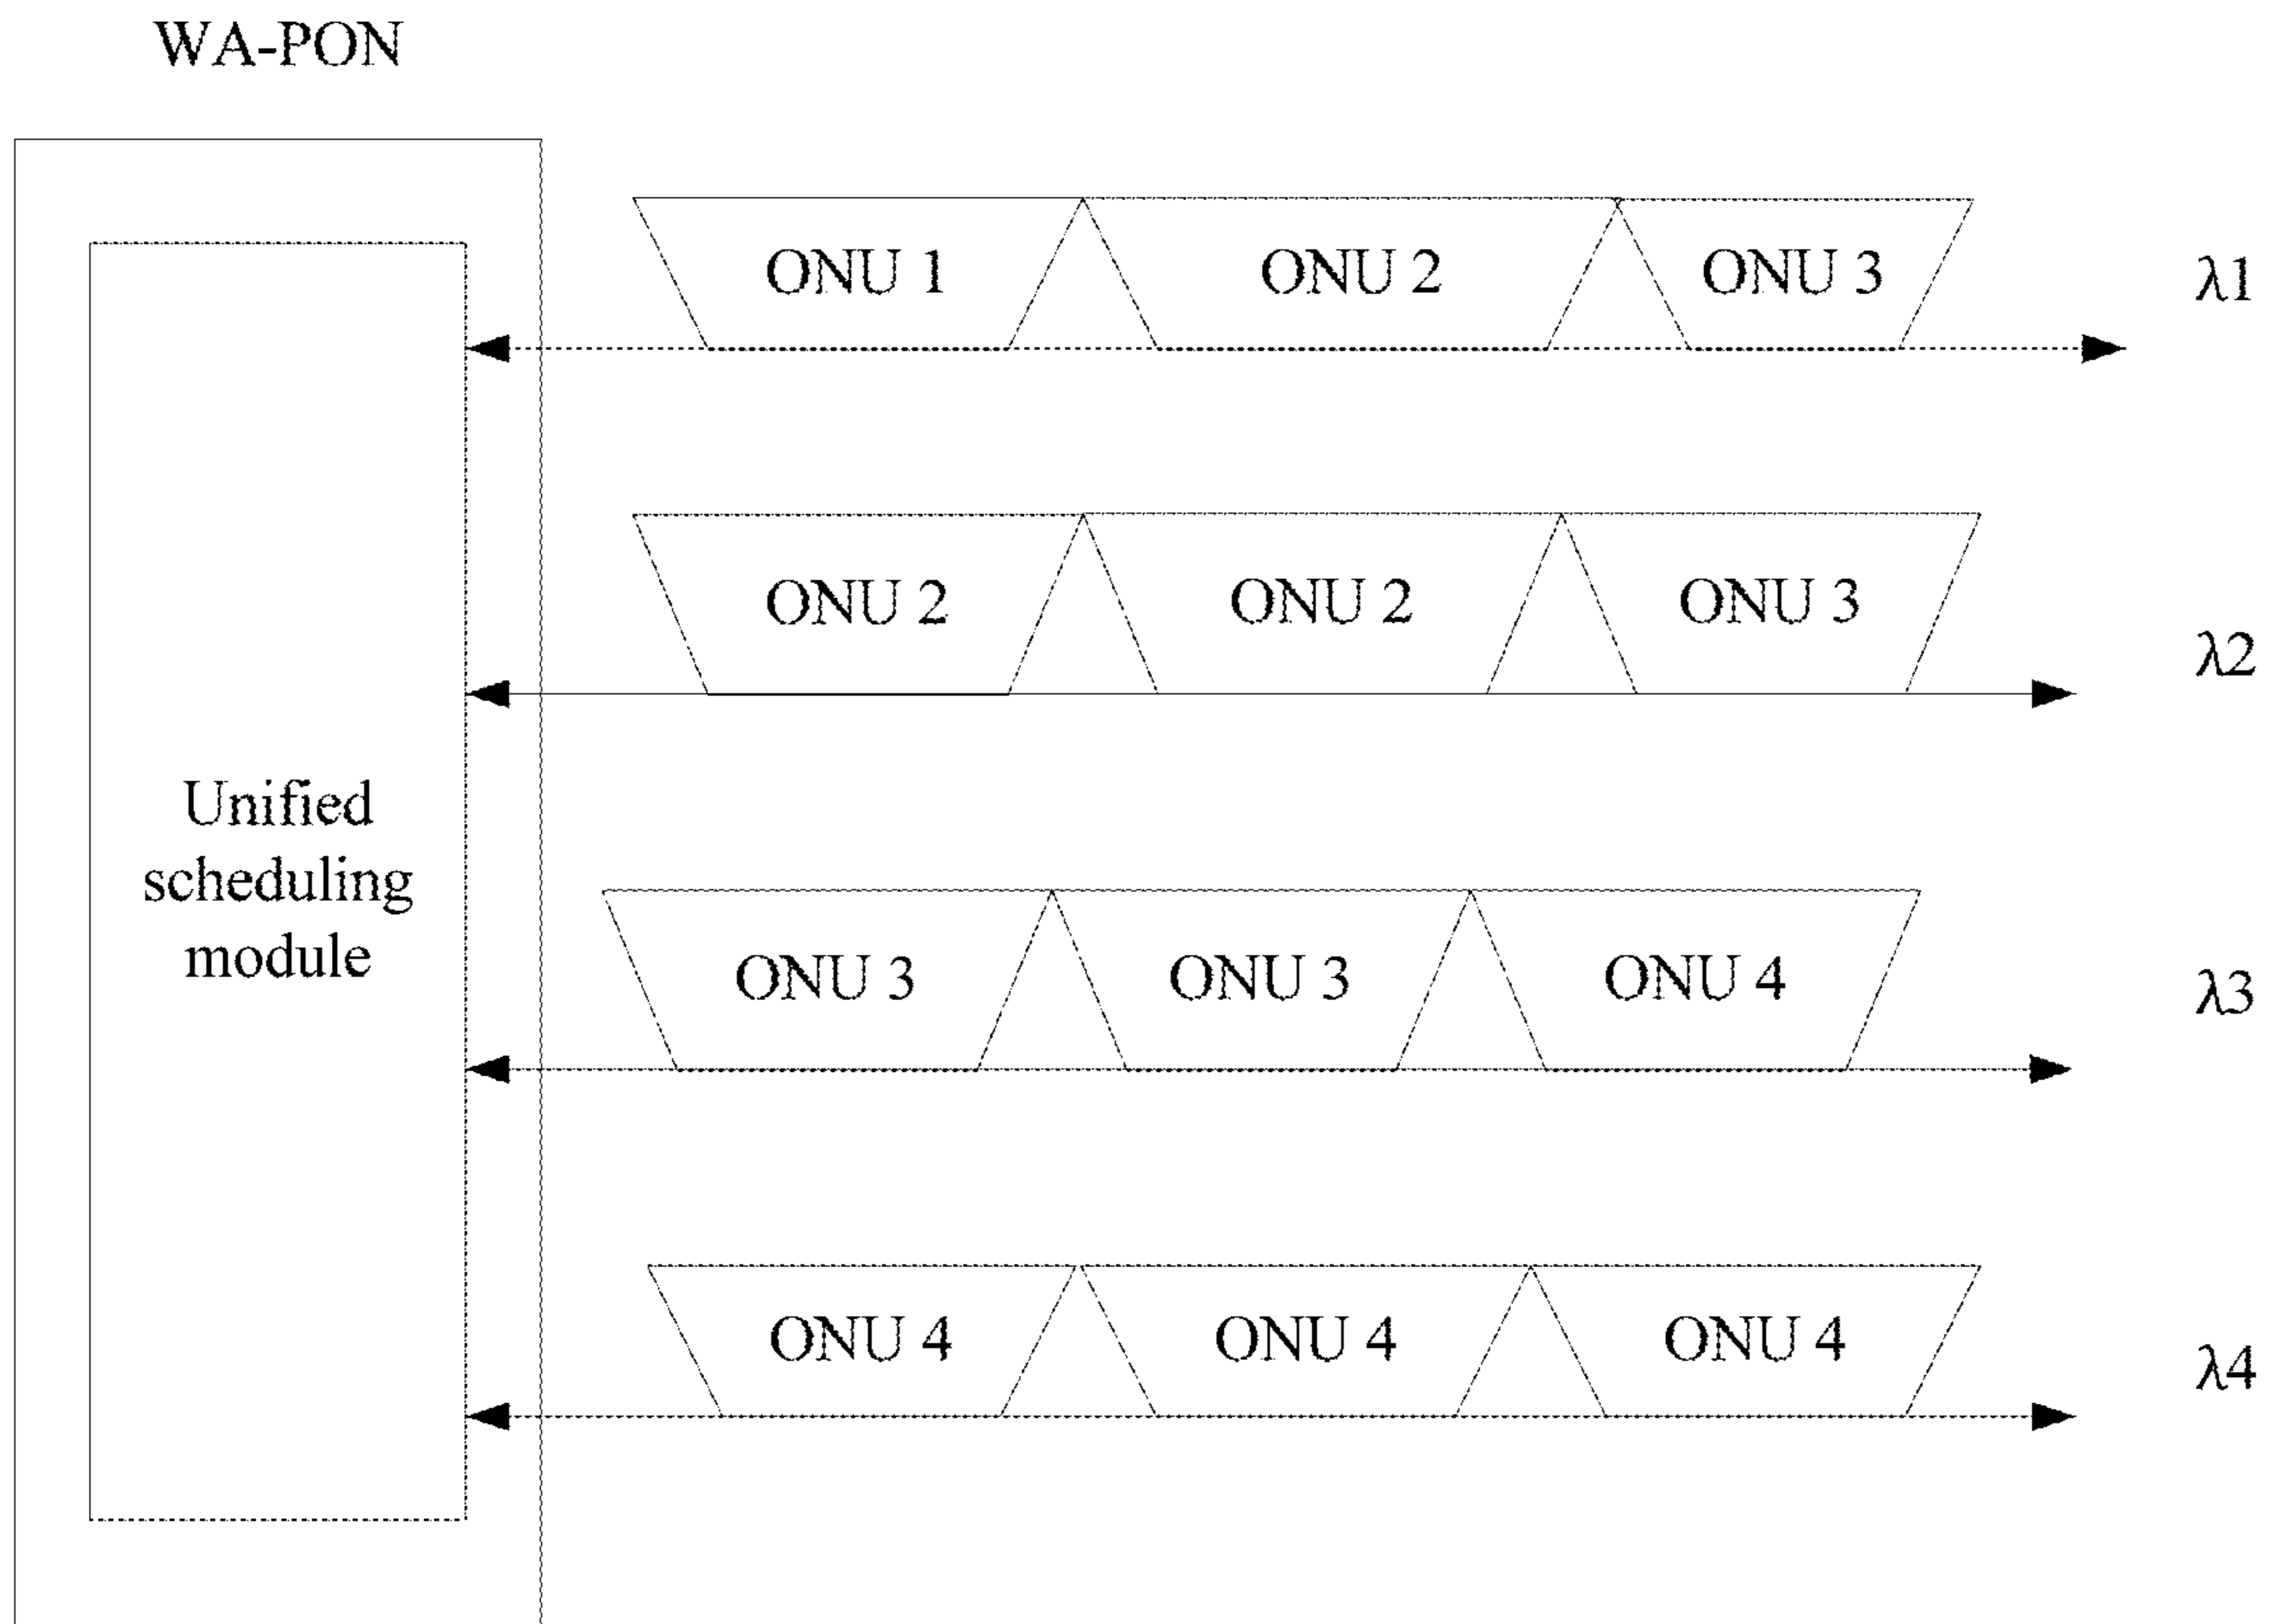 WA-PON
ONU 1 ONU 2 ONU 3 λ1
ONU 2 ONU 2 ONU 3 λ2
Unified
scheduling
module
ONU 3 ONU 3 ONU 4 λ3
ONU 4 ONU 4 ONU 4 λ4